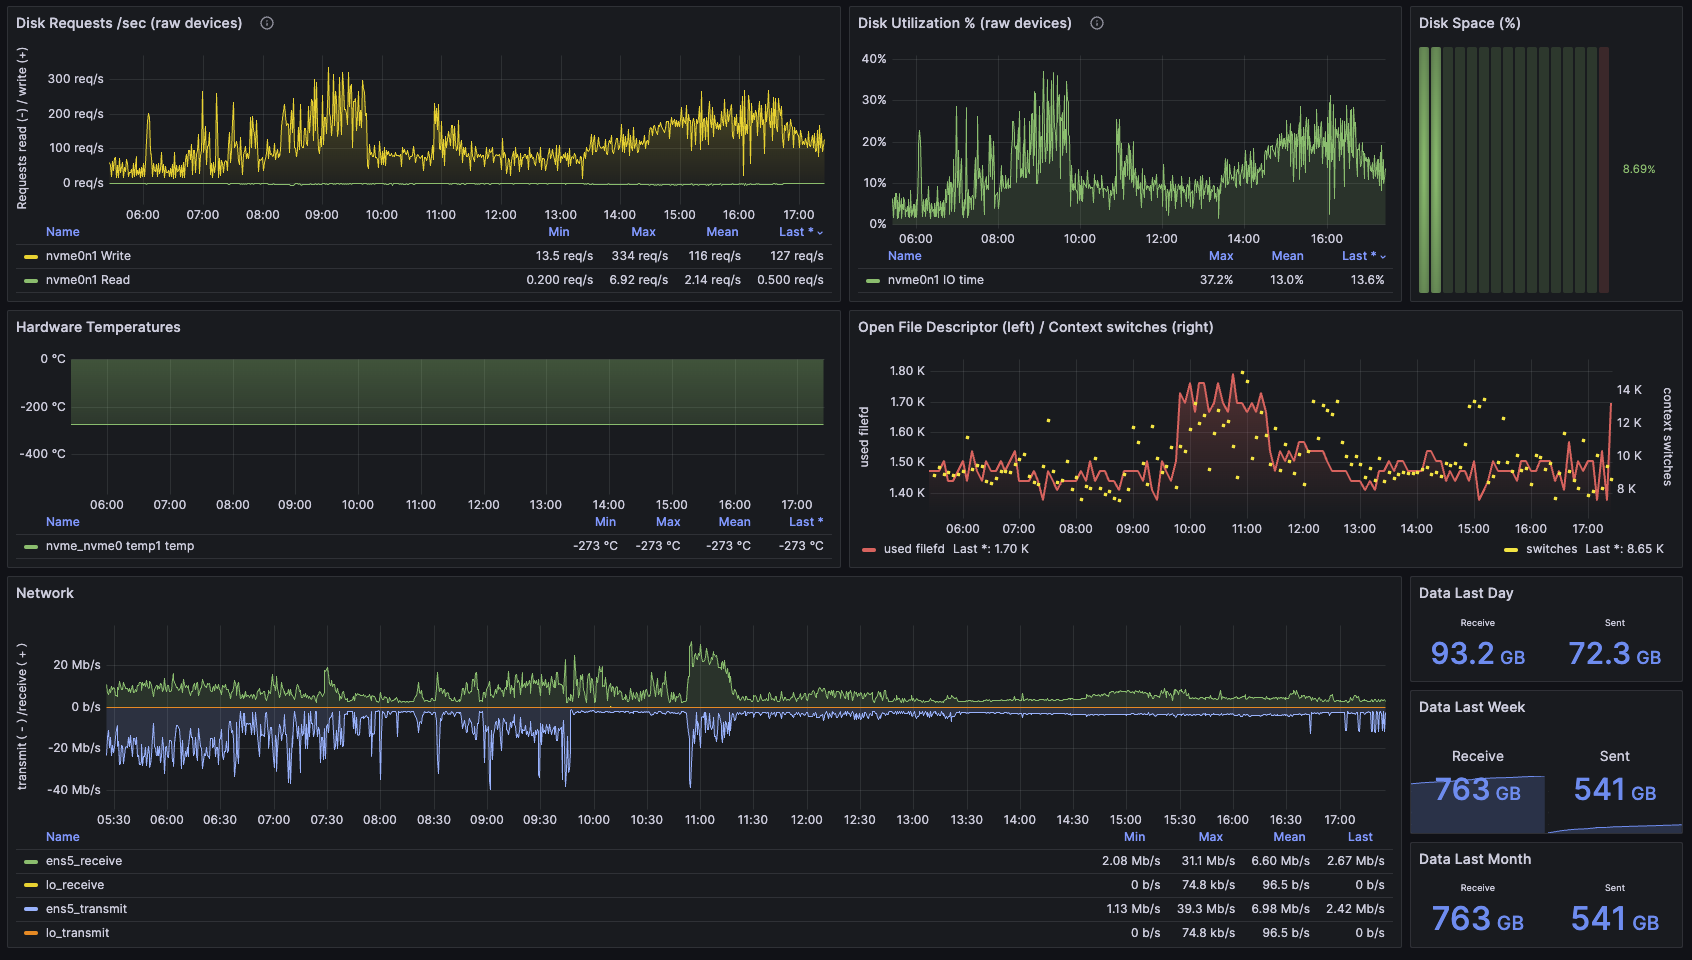 Disk Requests /sec (raw devices)
Requests read (-) / write (+)
300 req/s
200 req/s
100 req/s
0 req/s
06:00 07:00 08:00 09:00 10:00 11:00 12:00 13:00 14:00 15:00 16:00 17:00
Name Min Max Mean Last *
nvme0n1 Write 13.5 req/s 334 req/s 116 req/s 127 req/s
nvme0n1 Read 0.200 req/s 6.92 req/s 2.14 req/s 0.500 req/s
Disk Utilization % (raw devices)
40%
30%
20%
10%
0%
06:00 08:00 10:00 12:00 14:00 16:00
Name Max Mean Last *
nvme0n1 IO time 37.2% 13.0% 13.6%
Disk Space (%)
8.69%
Hardware Temperatures
0 °C
-200 °C
-400 °C
06:00 07:00 08:00 09:00 10:00 11:00 12:00 13:00 14:00 15:00 16:00 17:00
Name Min Max Mean Last *
nvme_nvme0 temp1 temp -273 °C -273 °C -273 °C -273 °C
Open File Descriptor (left) / Context switches (right)
used filefd
1.80 K
1.70 K
1.60 K
1.50 K
1.40 K
14 K
12 K
10 K
8 K
context switches
06:00 07:00 08:00 09:00 10:00 11:00 12:00 13:00 14:00 15:00 16:00 17:00
used filefd Last *: 1.70 K
switches Last *: 8.65 K
Network
transmit ( - ) /receive ( + )
20 Mb/s
0 b/s
-20 Mb/s
-40 Mb/s
05:30 06:00 06:30 07:00 07:30 08:00 08:30 09:00 09:30 10:00 10:30 11:00 11:30 12:00 12:30 13:00 13:30 14:00 14:30 15:00 15:30 16:00 16:30 17:00
Name Min Max Mean Last
ens5_receive 2.08 Mb/s 31.1 Mb/s 6.60 Mb/s 2.67 Mb/s
lo_receive 0 b/s 74.8 kb/s 96.5 b/s 0 b/s
ens5_transmit 1.13 Mb/s 39.3 Mb/s 6.98 Mb/s 2.42 Mb/s
lo_transmit 0 b/s 74.8 kb/s 96.5 b/s 0 b/s
Data Last Day
Receive Sent
93.2 GB 72.3 GB
Data Last Week
Receive Sent
763 GB 541 GB
Data Last Month
Receive Sent
763 GB 541 GB